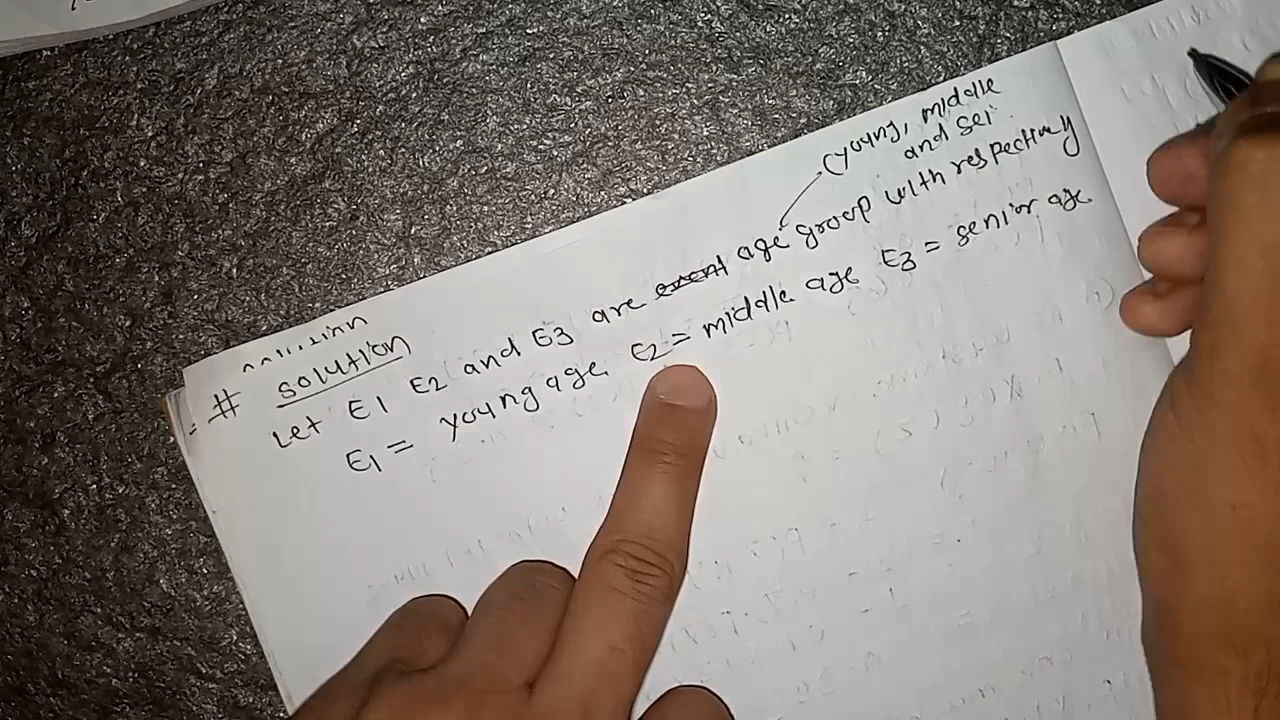 # solution
(young, middle
and sei
Let E1 E2 and E3 are event age group with respectively
E1 = young age, E2 = middle age E3 = senior age